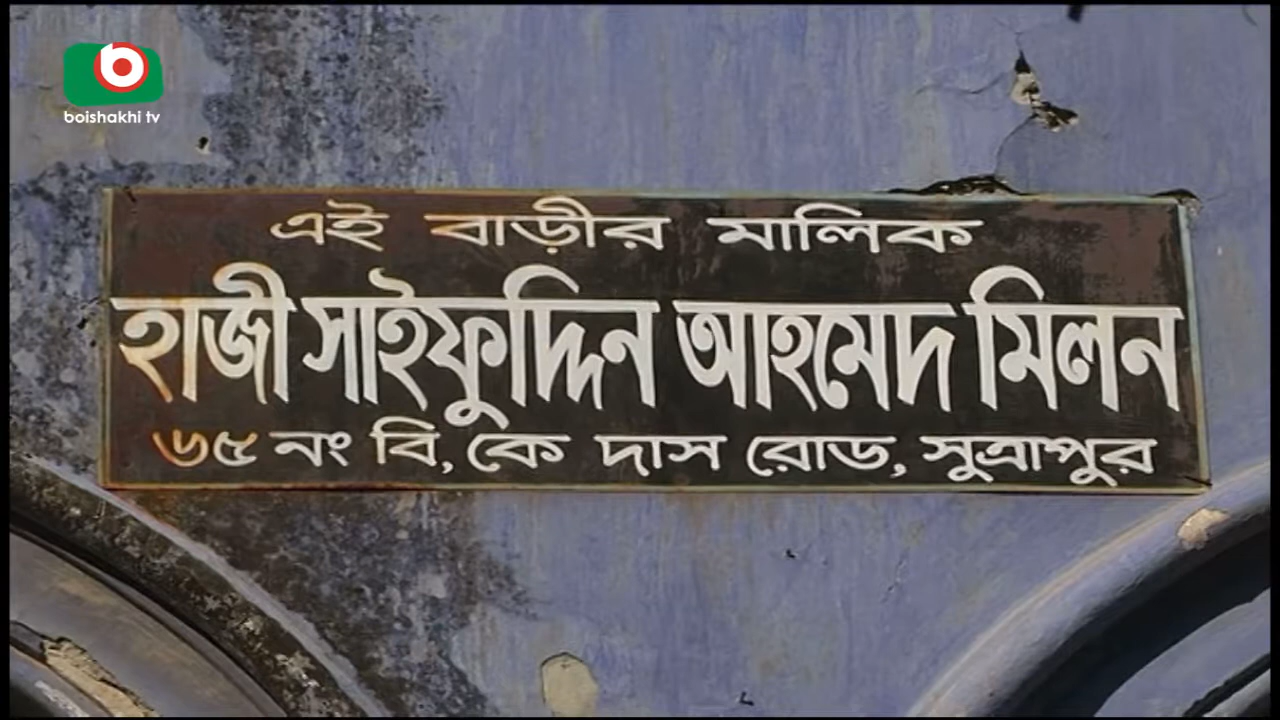 boishakhi tv
এই বাড়ীর মালিক
হাজী সাইফুদ্দিন আহমেদ মিলন
৬৫ নং বি, কে দাস রোড, সুত্রাপুর